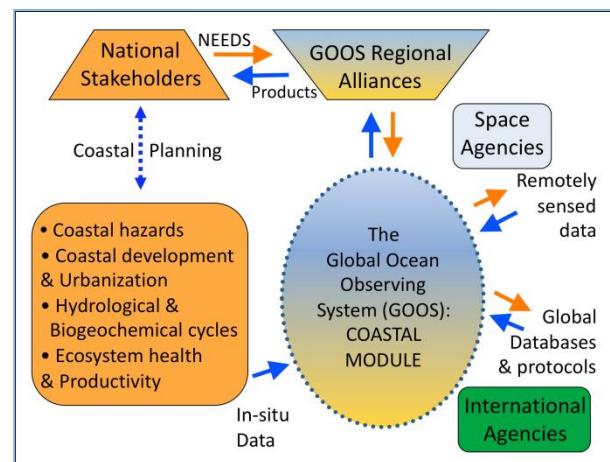 National
Stakeholders
NEEDS
Products
GOOS Regional
Alliances
Space
Agencies
Coastal Planning
Remotely
sensed
data
• Coastal hazards
• Coastal development
& Urbanization
• Hydrological &
Biogeochemical cycles
• Ecosystem health
& Productivity
The
Global Ocean
Observing
System (GOOS):
COASTAL
MODULE
Global
Databases
& protocols
In-situ
Data
International
Agencies